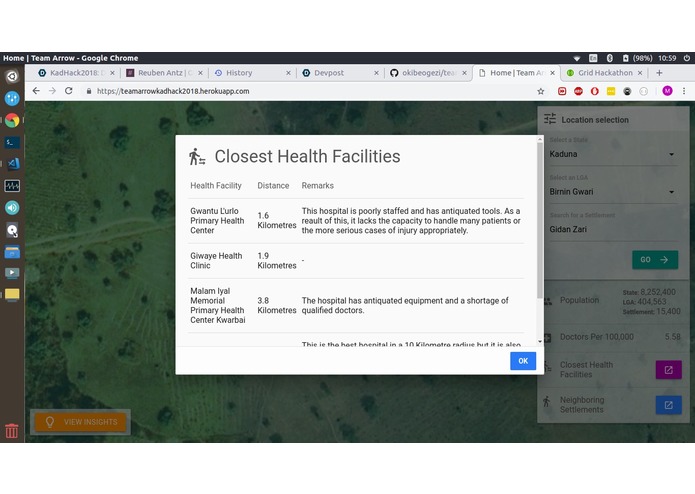 Home | Team Arrow - Google Chrome
En
(98%) 10:59
KadHack2018:
Reuben Antz |
History
Devpost
okibeogezi/tea
Home | Team Ar
Grid Hackathon
https://teamarrowkadhack2018.herokuapp.com
ABP
M
Location selection
Select a State
Kaduna
Select an LGA
Birnin Gwari
Search for a Settlement
Gidan Zari
GO
Population
State: 8,252,400
LGA: 404,563
Settlement: 15,400
Doctors Per 100,000
5.58
Closest Health
Facilities
Neighboring
Settlements
Closest Health Facilities
Health Facility Distance Remarks
Gwantu L'urlo
Primary Health
Center
1.6
Kilometres
This hospital is poorly staffed and has antiquated tools. As a
result of this, it lacks the capacity to handle many patients or
the more serious cases of injury appropriately.
Giwaye Health
Clinic
1.9
Kilometres
-
Malam Iyal
Memorial
Primary Health
Center Kwarbai
3.8
Kilometres
The hospital has antiquated equipment and a shortage of
qualified doctors.
This is the best hospital in a 10 Kilometre radius but it is also
OK
VIEW INSIGHTS